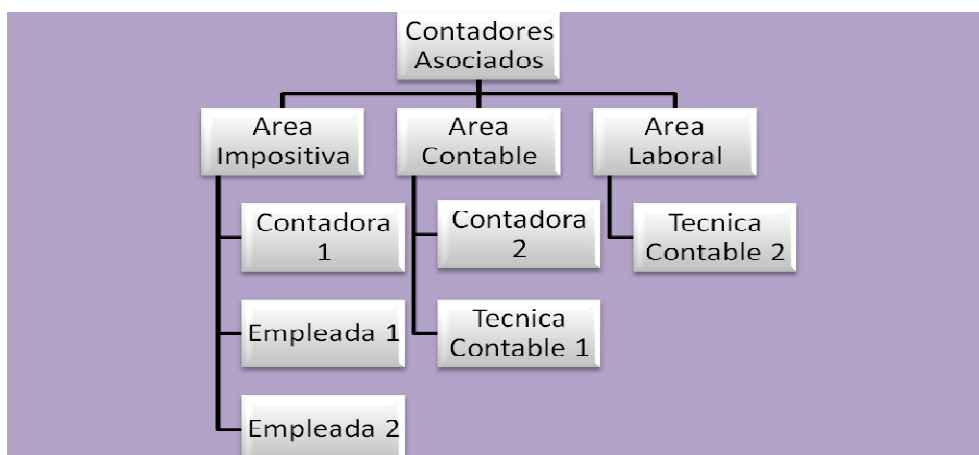 Contadores
Asociados
Area
Impositiva
Area
Contable
Area
Laboral
Contadora
1
Contadora
2
Tecnica
Contable 2
Empleada 1
Tecnica
Contable 1
Empleada 2